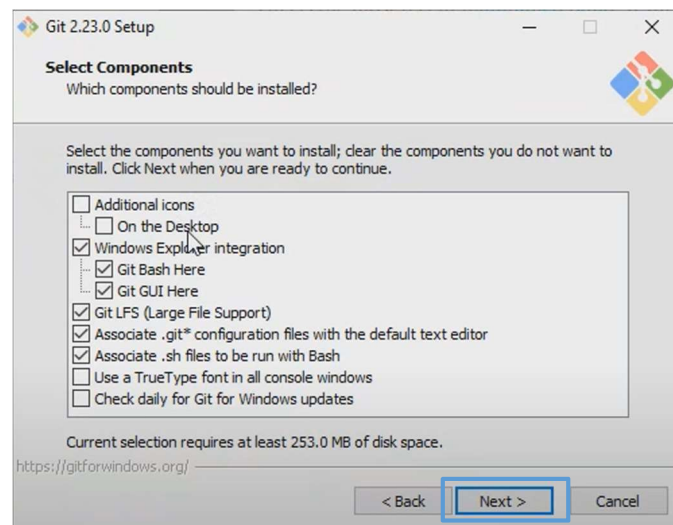 Git 2.23.0 Setup
Select Components
Which components should be installed?
Select the components you want to install; clear the components you do not want to
install. Click Next when you are ready to continue.
Additional icons
On the Desktop
Windows Explorer integration
Git Bash Here
Git GUI Here
Git LFS (Large File Support)
Associate .git* configuration files with the default text editor
Associate .sh files to be run with Bash
Use a TrueType font in all console windows
Check daily for Git for Windows updates
Current selection requires at least 253.0 MB of disk space.
https://gitforwindows.org/
< Back Next > Cancel